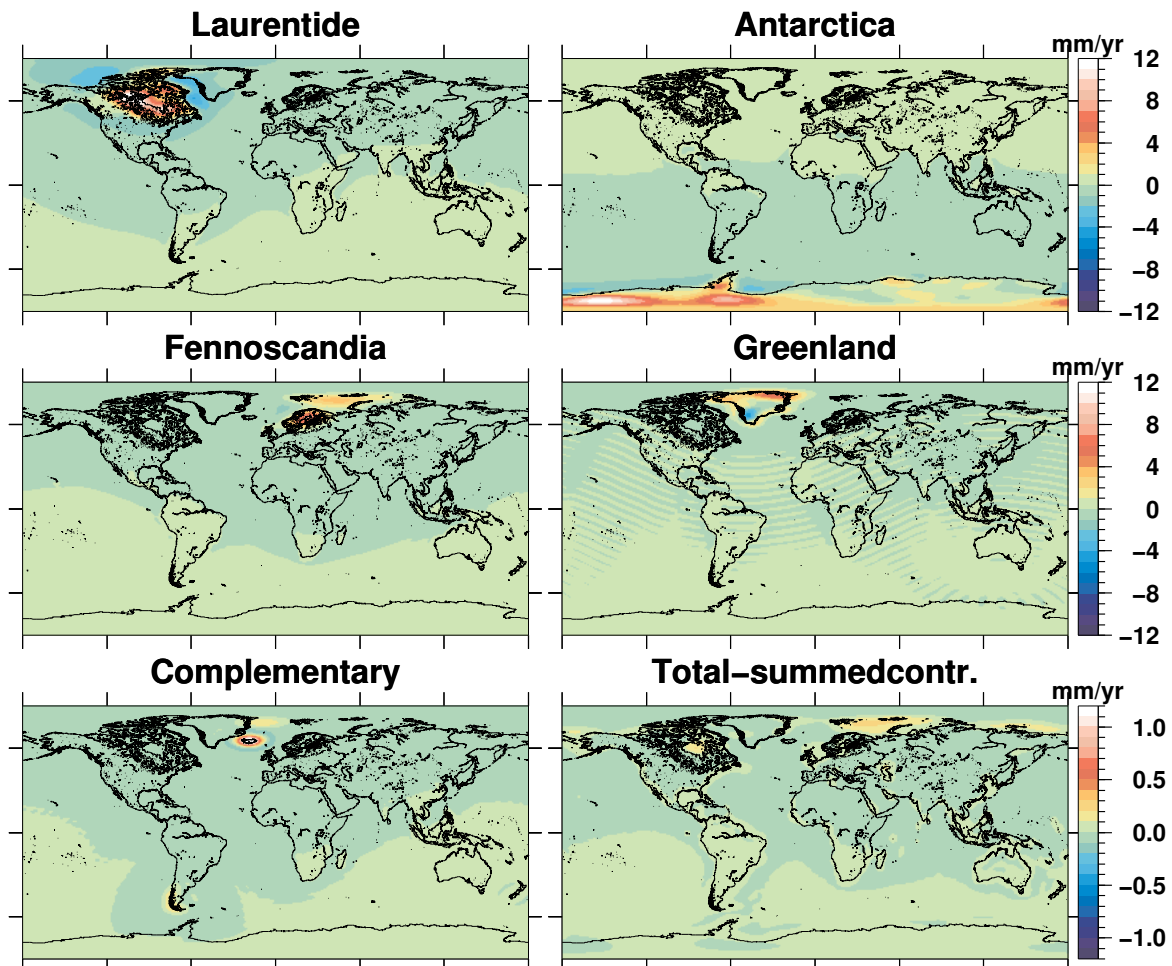 Laurentide
Antarctica
mm/yr
12
8
4
0
−4
−8
−12
Fennoscandia
Greenland
mm/yr
12
8
4
0
−4
−8
−12
Complementary
Total−summedcontr.
mm/yr
1.0
0.5
0.0
−0.5
−1.0